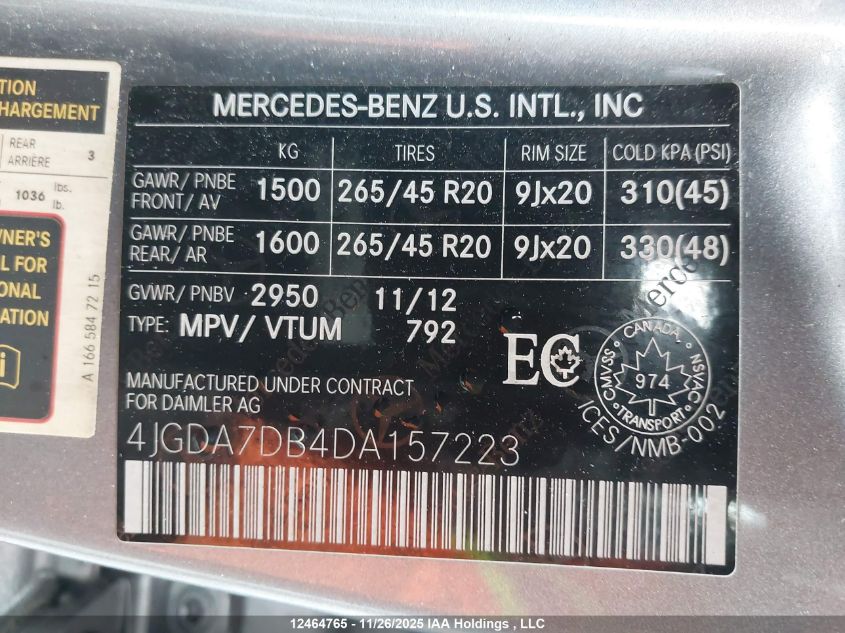 TION
HARGEMENT
REAR
ARRIÈRE 3
1036 lbs.
lb.
WNER'S
L FOR
ONAL
ATION
A 166 584 72 15
MERCEDES-BENZ U.S. INTL., INC
KG TIRES RIM SIZE COLD KPA (PSI)
GAWR/ PNBE
FRONT/ AV 1500 265/45 R20 9Jx20 310(45)
GAWR/ PNBE
REAR/ AR 1600 265/45 R20 9Jx20 330(48)
GVWR/ PNBV 2950 11/12
TYPE: MPV/ VTUM 792
EC
CANADA
CMVSS NSVAC
974
TRANSPORT
ICES/NMB-002
MANUFACTURED UNDER CONTRACT
FOR DAIMLER AG
4JGDA7DB4DA157223
12464765 - 11/26/2025 IAA Holdings , LLC